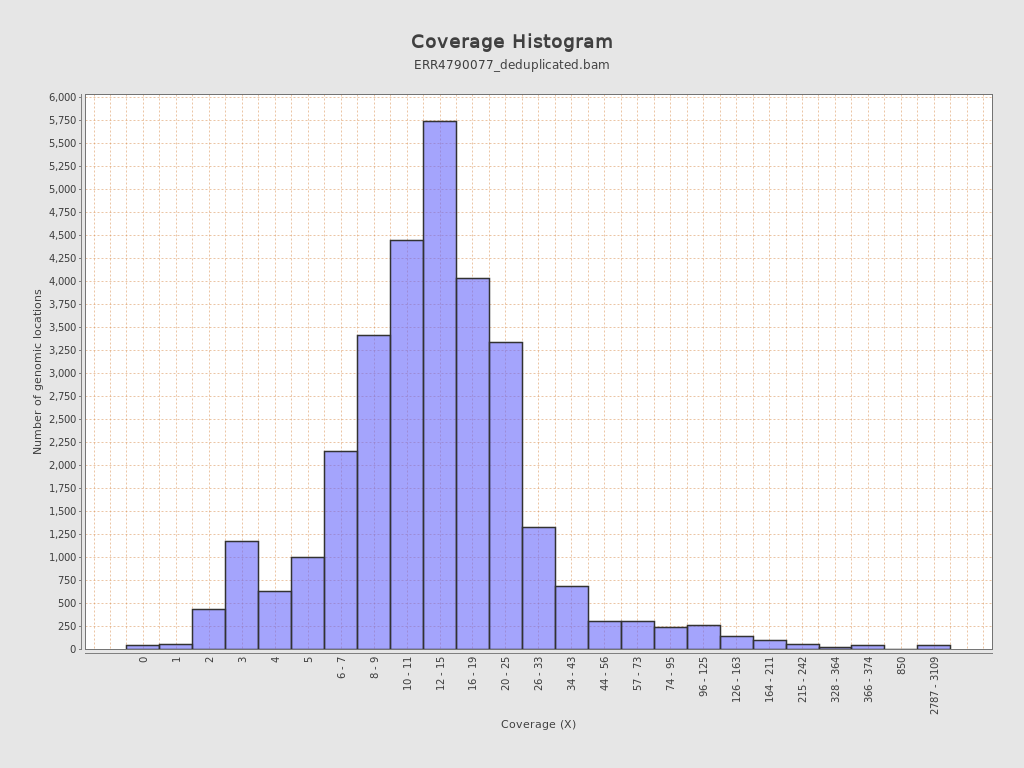 Coverage Histogram
ERR4790077_deduplicated.bam
Number of genomic locations
6,000
5,750
5,500
5,250
5,000
4,750
4,500
4,250
4,000
3,750
3,500
3,250
3,000
2,750
2,500
2,250
2,000
1,750
1,500
1,250
1,000
750
500
250
0
0
1
2
3
4
5
6 - 7
8 - 9
10 - 11
12 - 15
16 - 19
20 - 25
26 - 33
34 - 43
44 - 56
57 - 73
74 - 95
96 - 125
126 - 163
164 - 211
215 - 242
328 - 364
366 - 374
850
2787 - 3109
Coverage (X)